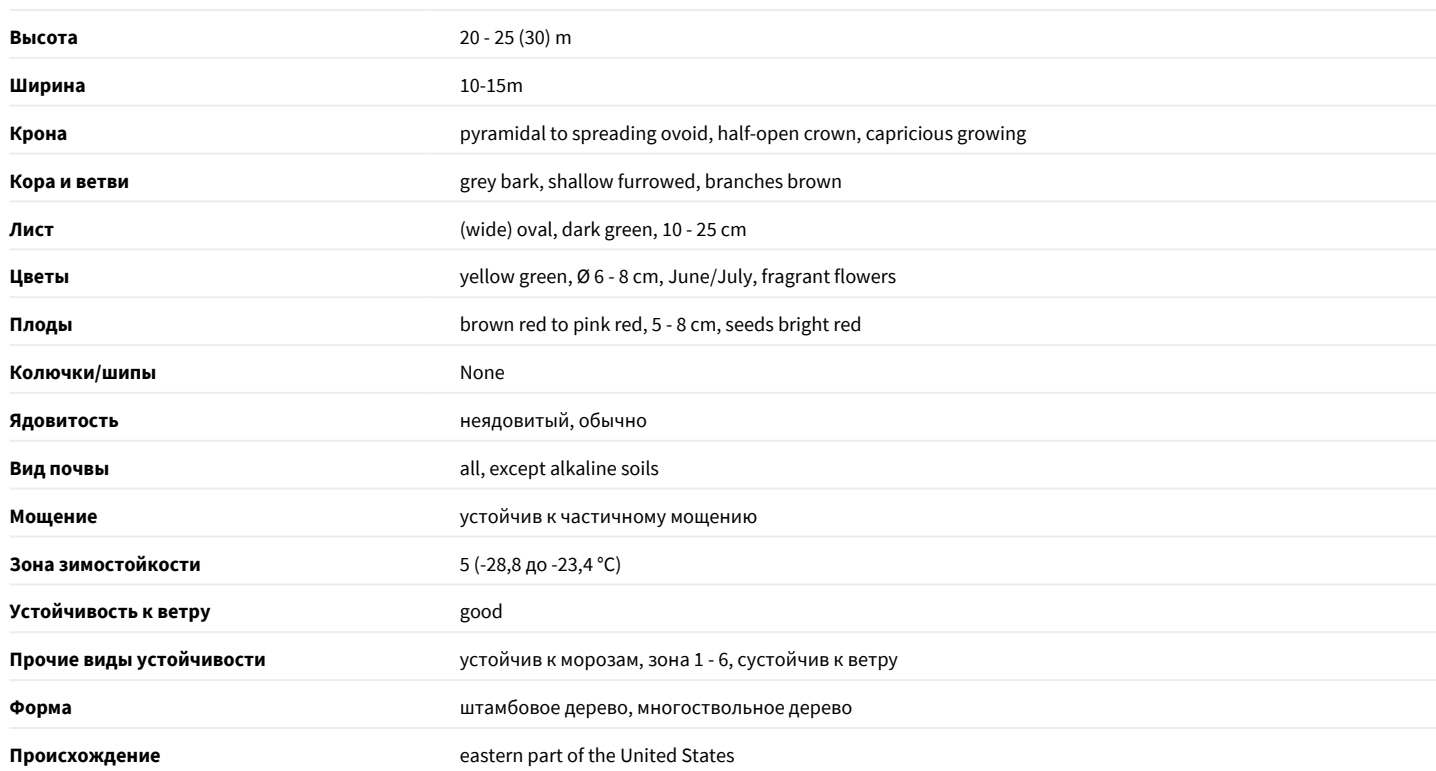 Высота 20 - 25 (30) m
Ширина 10-15m
Крона pyramidal to spreading ovoid, half-open crown, capricious growing
Кора и ветви grey bark, shallow furrowed, branches brown
Лист (wide) oval, dark green, 10 - 25 cm
Цветы yellow green, Ø 6 - 8 cm, June/July, fragrant flowers
Плоды brown red to pink red, 5 - 8 cm, seeds bright red
Колючки/шипы None
Ядовитость неядовитый, обычно
Вид почвы all, except alkaline soils
Мощение устойчив к частичному мощению
Зона зимостойкости 5 (-28,8 до -23,4 °C)
Устойчивость к ветру good
Прочие виды устойчивости устойчив к морозам, зона 1 - 6, сустойчив к ветру
Форма штамбовое дерево, многоствольное дерево
Происхождение eastern part of the United States